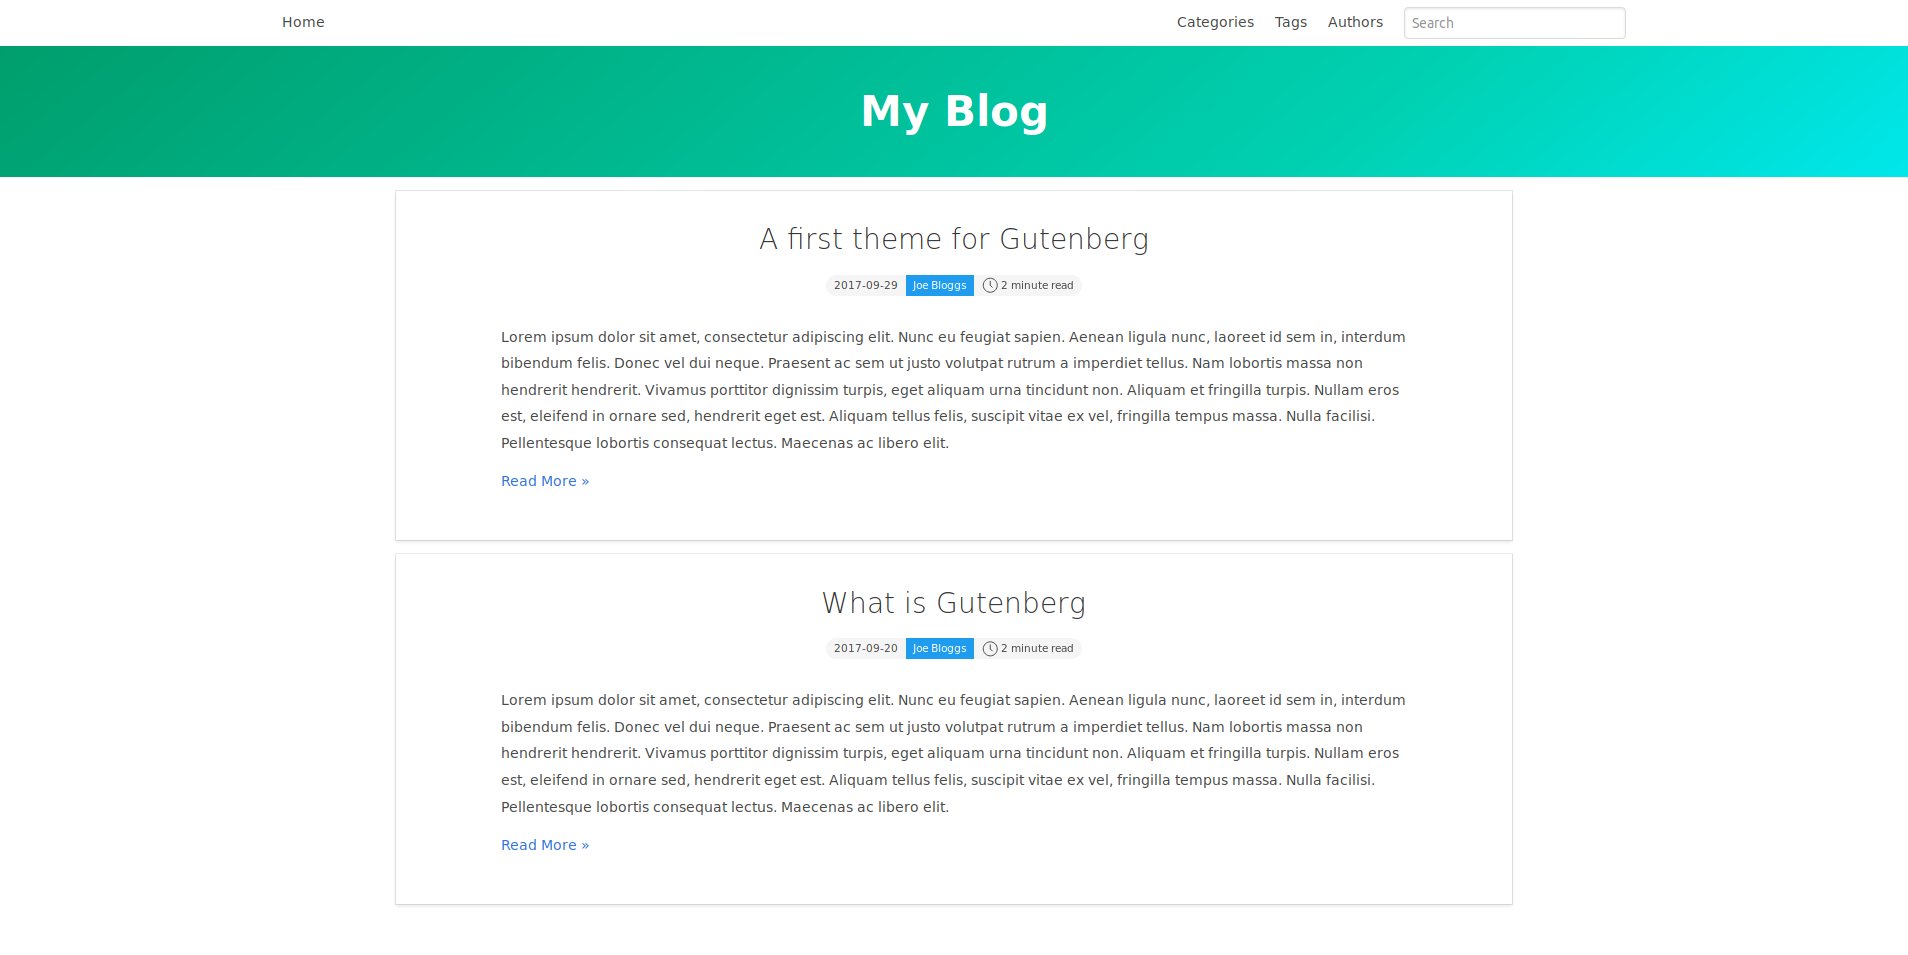 Home Categories Tags Authors Search
My Blog
A first theme for Gutenberg
2017-09-29 Joe Bloggs 2 minute read
Lorem ipsum dolor sit amet, consectetur adipiscing elit. Nunc eu feugiat sapien. Aenean ligula nunc, laoreet id sem in, interdum
bibendum felis. Donec vel dui neque. Praesent ac sem ut justo volutpat rutrum a imperdiet tellus. Nam lobortis massa non
hendrerit hendrerit. Vivamus porttitor dignissim turpis, eget aliquam urna tincidunt non. Aliquam et fringilla turpis. Nullam eros
est, eleifend in ornare sed, hendrerit eget est. Aliquam tellus felis, suscipit vitae ex vel, fringilla tempus massa. Nulla facilisi.
Pellentesque lobortis consequat lectus. Maecenas ac libero elit.
Read More »
What is Gutenberg
2017-09-20 Joe Bloggs 2 minute read
Lorem ipsum dolor sit amet, consectetur adipiscing elit. Nunc eu feugiat sapien. Aenean ligula nunc, laoreet id sem in, interdum
bibendum felis. Donec vel dui neque. Praesent ac sem ut justo volutpat rutrum a imperdiet tellus. Nam lobortis massa non
hendrerit hendrerit. Vivamus porttitor dignissim turpis, eget aliquam urna tincidunt non. Aliquam et fringilla turpis. Nullam eros
est, eleifend in ornare sed, hendrerit eget est. Aliquam tellus felis, suscipit vitae ex vel, fringilla tempus massa. Nulla facilisi.
Pellentesque lobortis consequat lectus. Maecenas ac libero elit.
Read More »